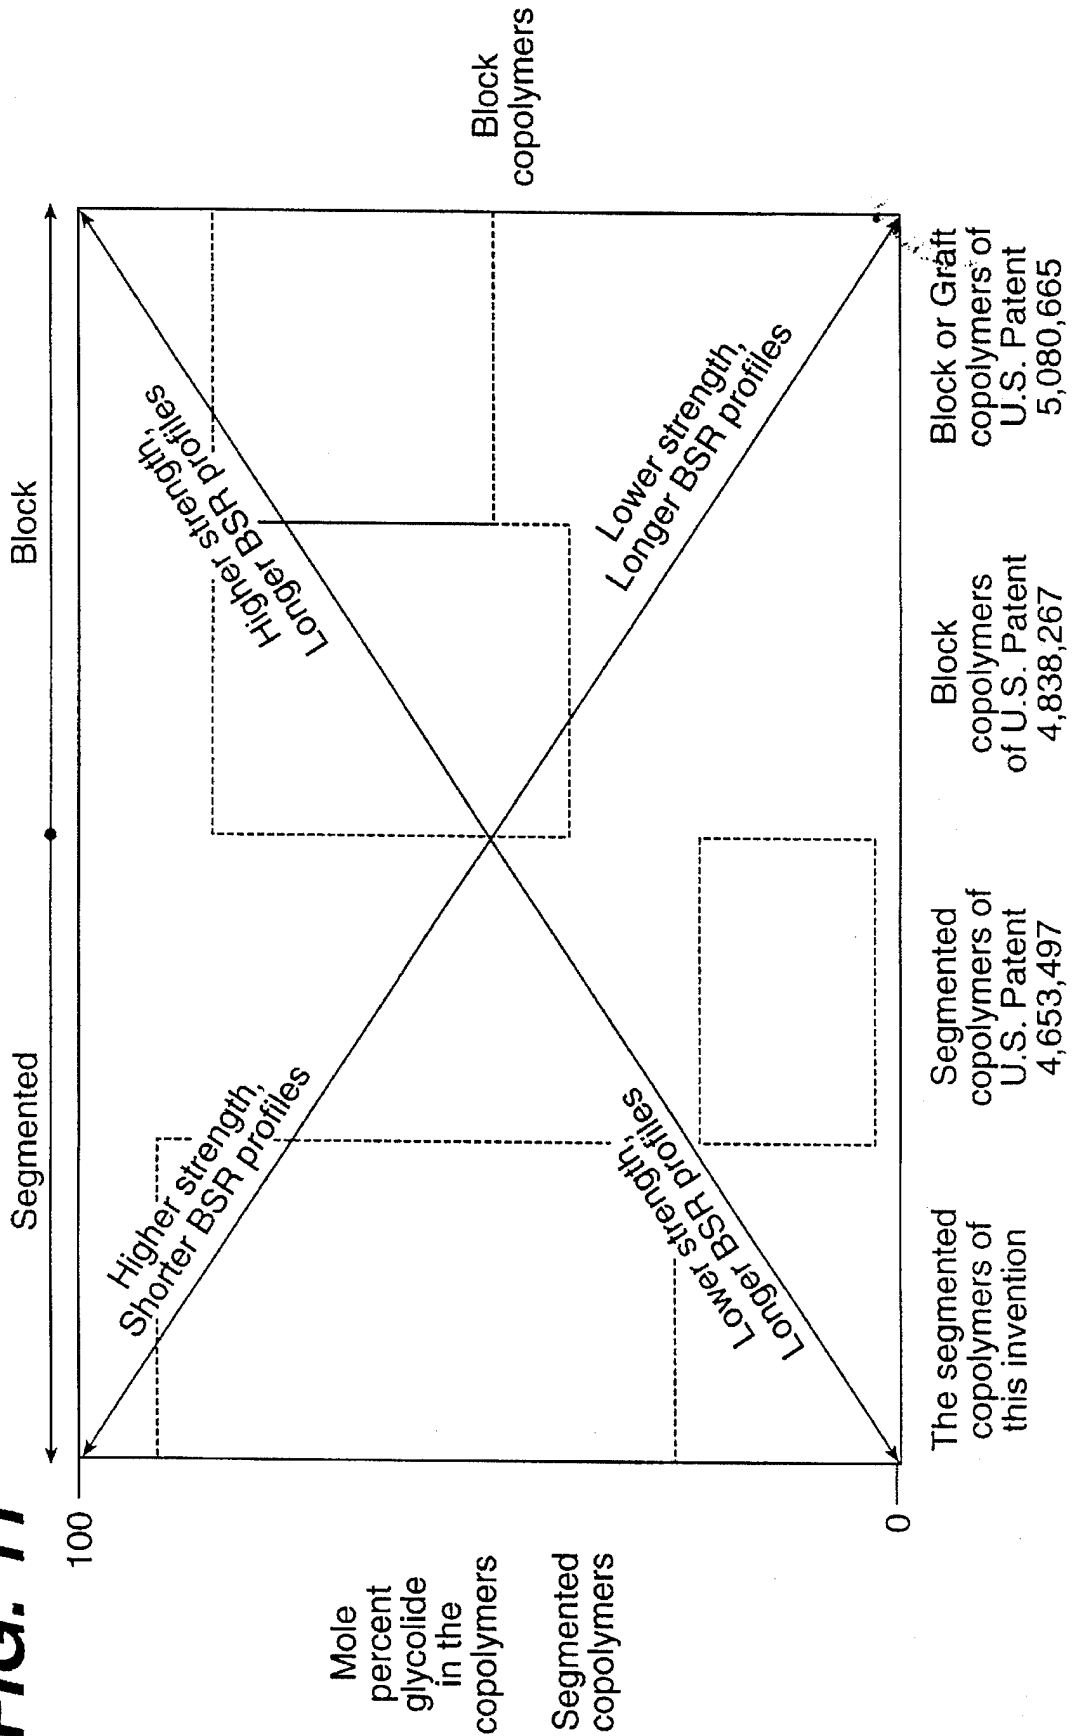 FIG. 11
Segmented
Block
100
0
Mole
percent
glycolide
in the
copolymers
Segmented
copolymers
Block
copolymers
Higher strength,
Shorter BSR profiles
Higher strength,
Longer BSR profiles
Lower strength,
Longer BSR profiles
Lower strength,
Longer BSR profiles
The segmented
copolymers of
this invention
Segmented
copolymers of
U.S. Patent
4,653,497
Block
copolymers
of U.S. Patent
4,838,267
Block or Graft
copolymers of
U.S. Patent
5,080,665